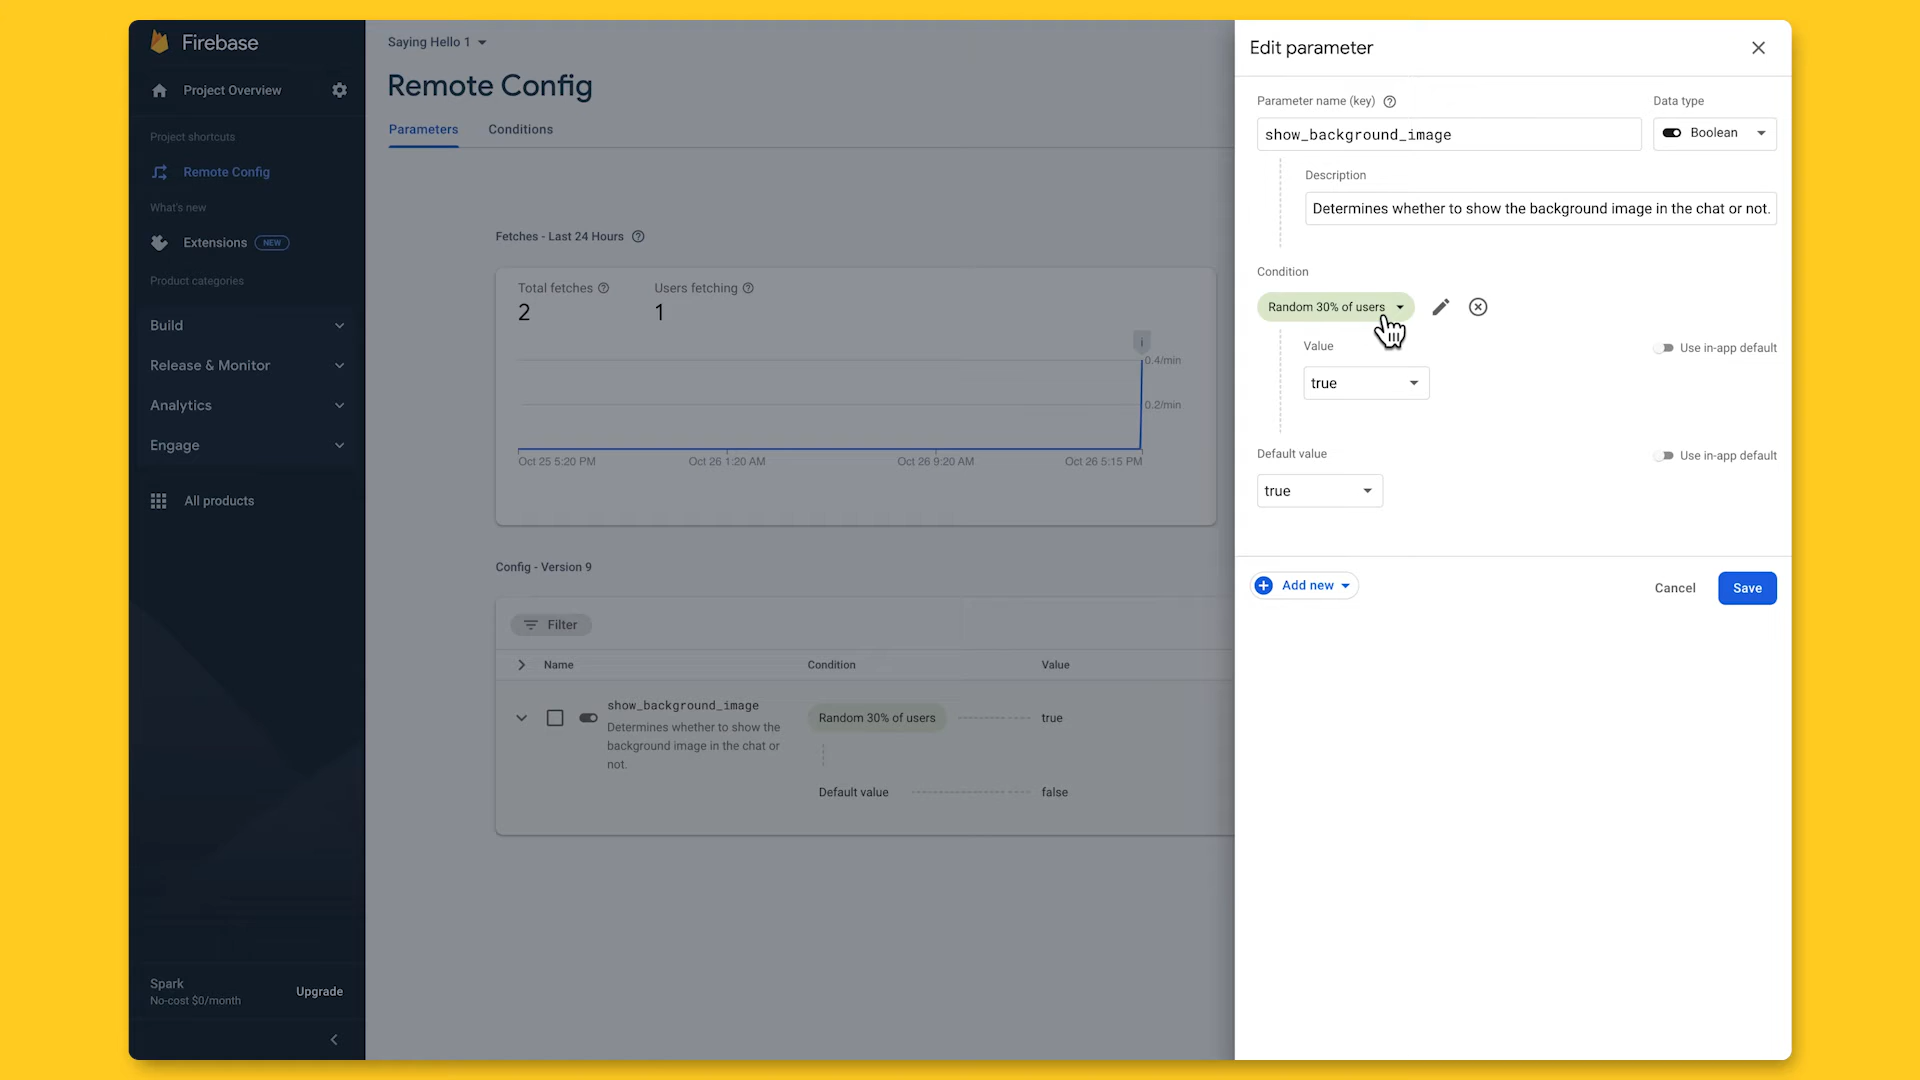 Firebase
Project Overview
Project shortcuts
Remote Config
What's new
Extensions NEW
Product categories
Build
Release & Monitor
Analytics
Engage
All products
Spark
No-cost $0/month
Upgrade
Saying Hello 1
Remote Config
Parameters Conditions
Fetches - Last 24 Hours
Total fetches Users fetching
2 1
0.4/min
0.2/min
Oct 25 5:20 PM Oct 26 1:20 AM Oct 26 9:20 AM Oct 26 5:15 PM
Config - Version 9
Filter
Name Condition Value
show_background_image
Determines whether to show the
background image in the chat or
not.
Random 30% of users true
Default value false
Edit parameter
Parameter name (key) Data type
show_background_image Boolean
Description
Determines whether to show the background image in the chat or not.
Condition
Random 30% of users
Value Use in-app default
true
Default value Use in-app default
true
Add new Cancel Save